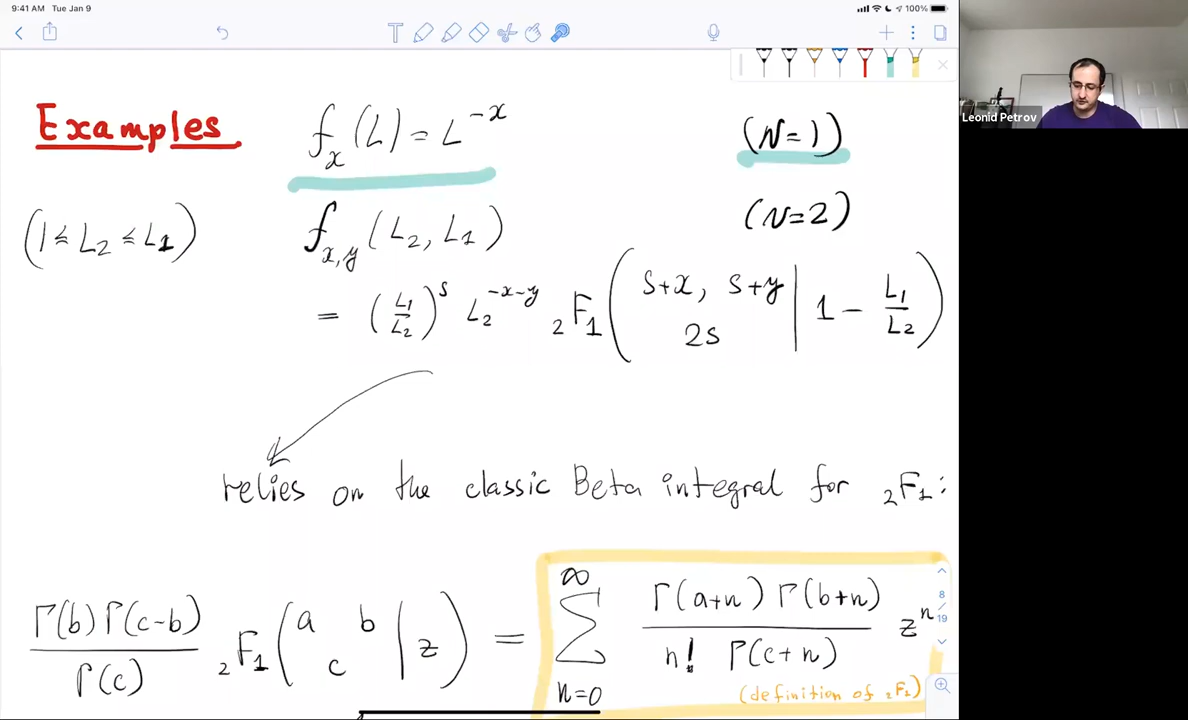 9:41 AM Tue Jan 9
100%
Leonid Petrov
Examples
f_x(L) = L^{-x}
(N=1)
(1 ≤ L_2 ≤ L_1)
f_{x,y}(L_2, L_1)
(N=2)
= (L_1/L_2)^s L_2^{-x-y} ₂F₁(s+x, s+y 2s | 1 - L_1/L_2)
relies on the classic Beta integral for ₂F₁:
Γ(b)Γ(c-b)/Γ(c) ₂F₁(a b c | z) = ∑_{n=0}^∞ Γ(a+n)Γ(b+n)/n! Γ(c+n) z^n
(definition of ₂F₁)
8/19